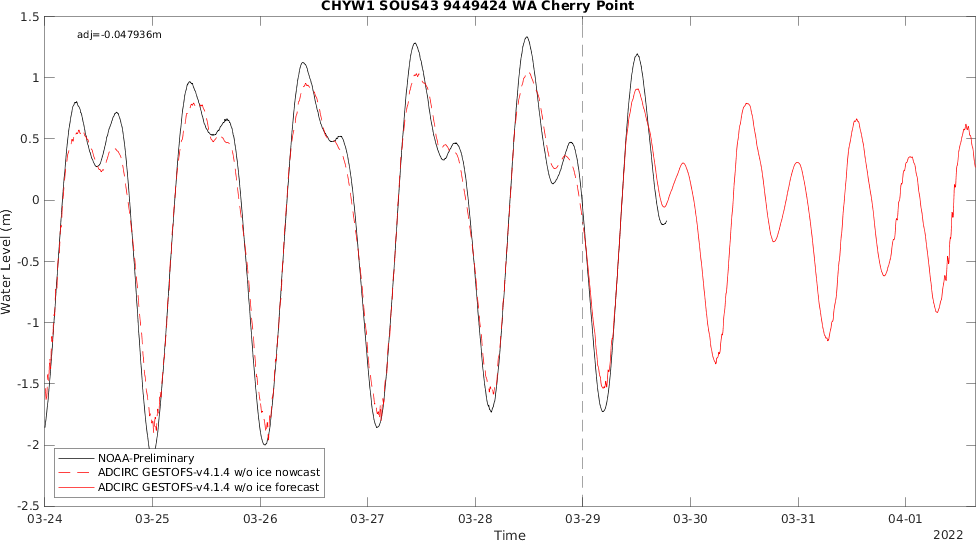 CHYW1 SOUS43 9449424 WA Cherry Point
adj=-0.047936m
1.5
1
0.5
0
-0.5
-1
-1.5
-2
-2.5
Water Level (m)
NOAA-Preliminary
ADCIRC GESTOFS-v4.1.4 w/o ice nowcast
ADCIRC GESTOFS-v4.1.4 w/o ice forecast
03-24 03-25 03-26 03-27 03-28 03-29 03-30 03-31 04-01
Time
2022